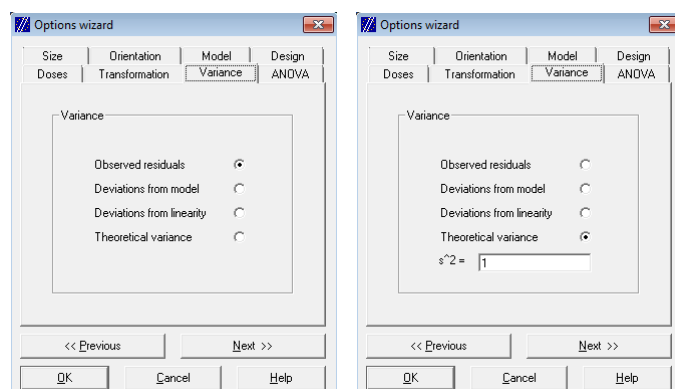 Options wizard
Size Orientation Model Design
Doses Transformation Variance ANOVA
Variance
Observed residuals
Deviations from model
Deviations from linearity
Theoretical variance
<< Previous Next >>
OK Cancel Help
Options wizard
Size Orientation Model Design
Doses Transformation Variance ANOVA
Variance
Observed residuals
Deviations from model
Deviations from linearity
Theoretical variance
s^2 = 1
<< Previous Next >>
OK Cancel Help